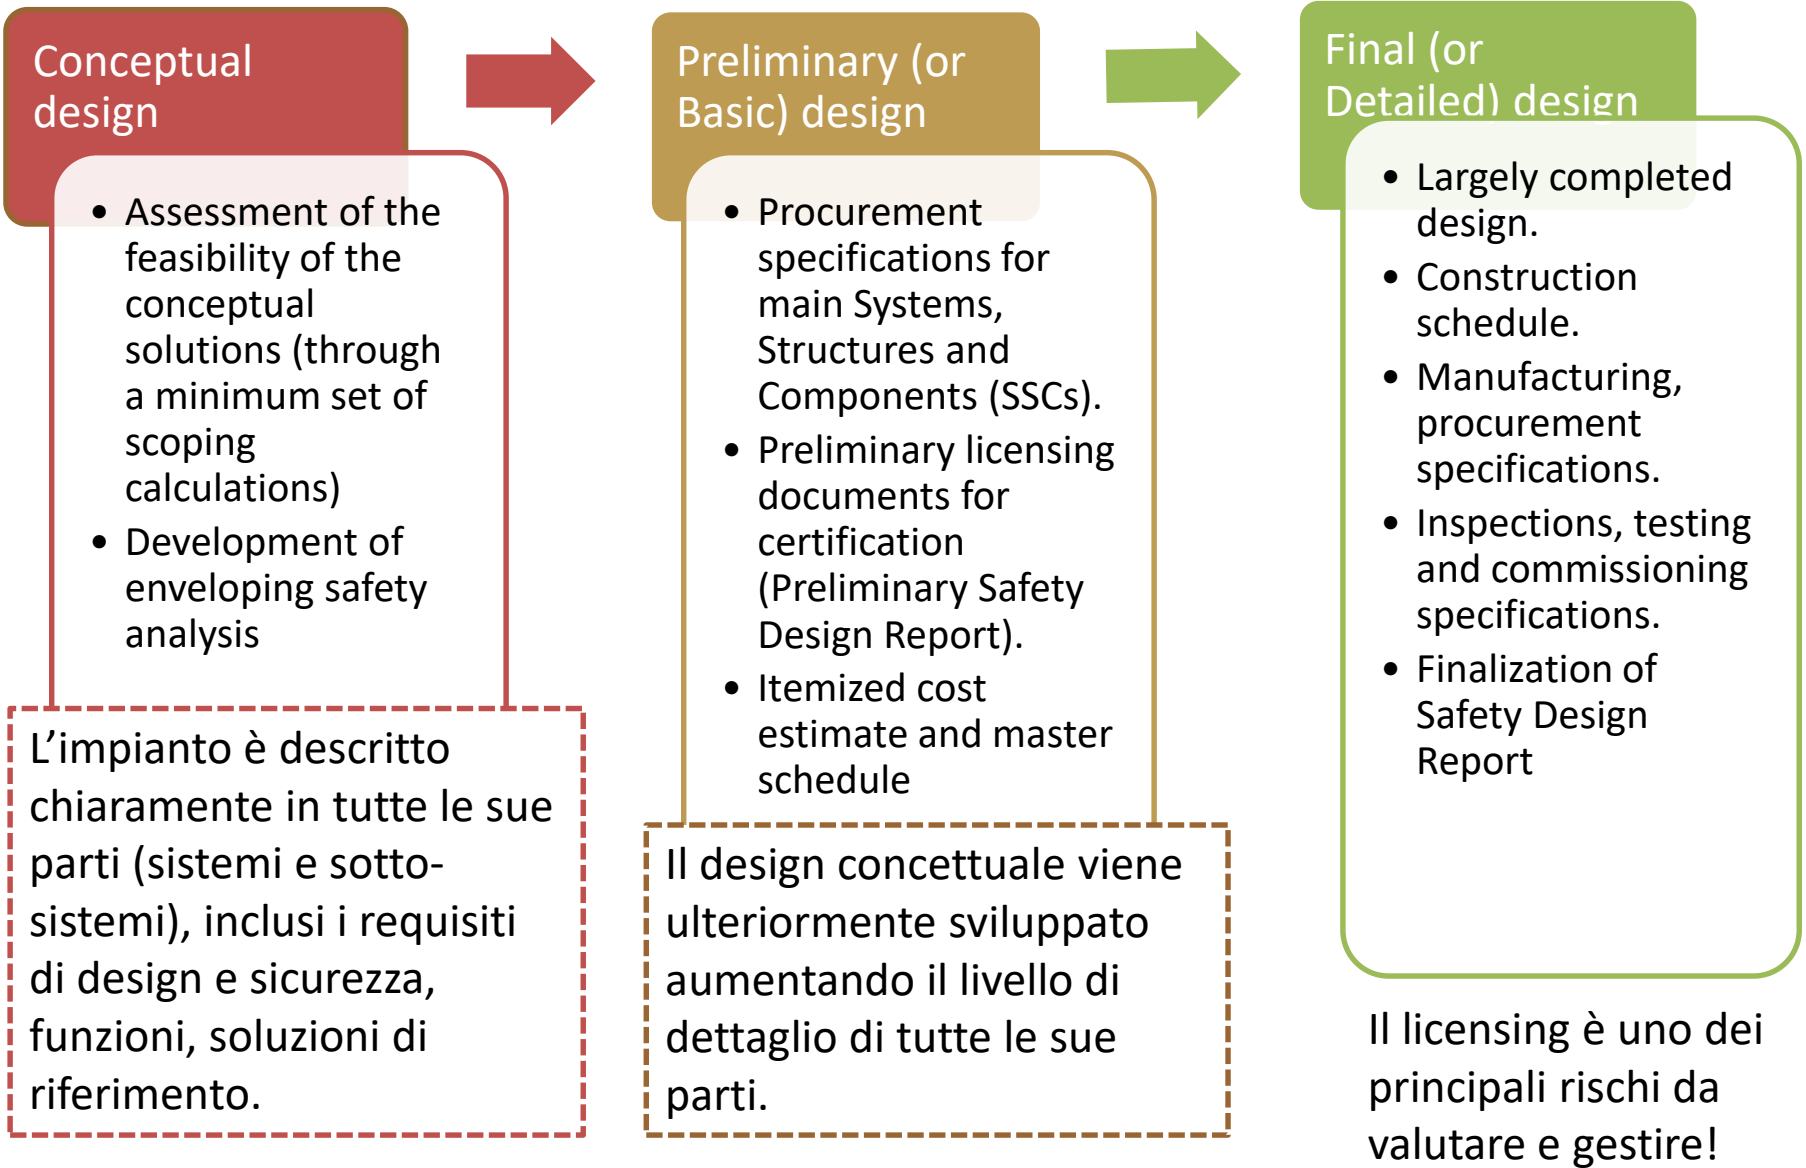 Conceptual
design
• Assessment of the
feasibility of the
conceptual
solutions (through
a minimum set of
scoping
calculations)
• Development of
enveloping safety
analysis
L’impianto è descritto
chiaramente in tutte le sue
parti (sistemi e sotto-
sistemi), inclusi i requisiti
di design e sicurezza,
funzioni, soluzioni di
riferimento.
Preliminary (or
Basic) design
• Procurement
specifications for
main Systems,
Structures and
Components (SSCs).
• Preliminary licensing
documents for
certification
(Preliminary Safety
Design Report).
• Itemized cost
estimate and master
schedule
Il design concettuale viene
ulteriormente sviluppato
aumentando il livello di
dettaglio di tutte le sue
parti.
Final (or
Detailed) design
• Largely completed
design.
• Construction
schedule.
• Manufacturing,
procurement
specifications.
• Inspections, testing
and commissioning
specifications.
• Finalization of
Safety Design
Report
Il licensing è uno dei
principali rischi da
valutare e gestire!